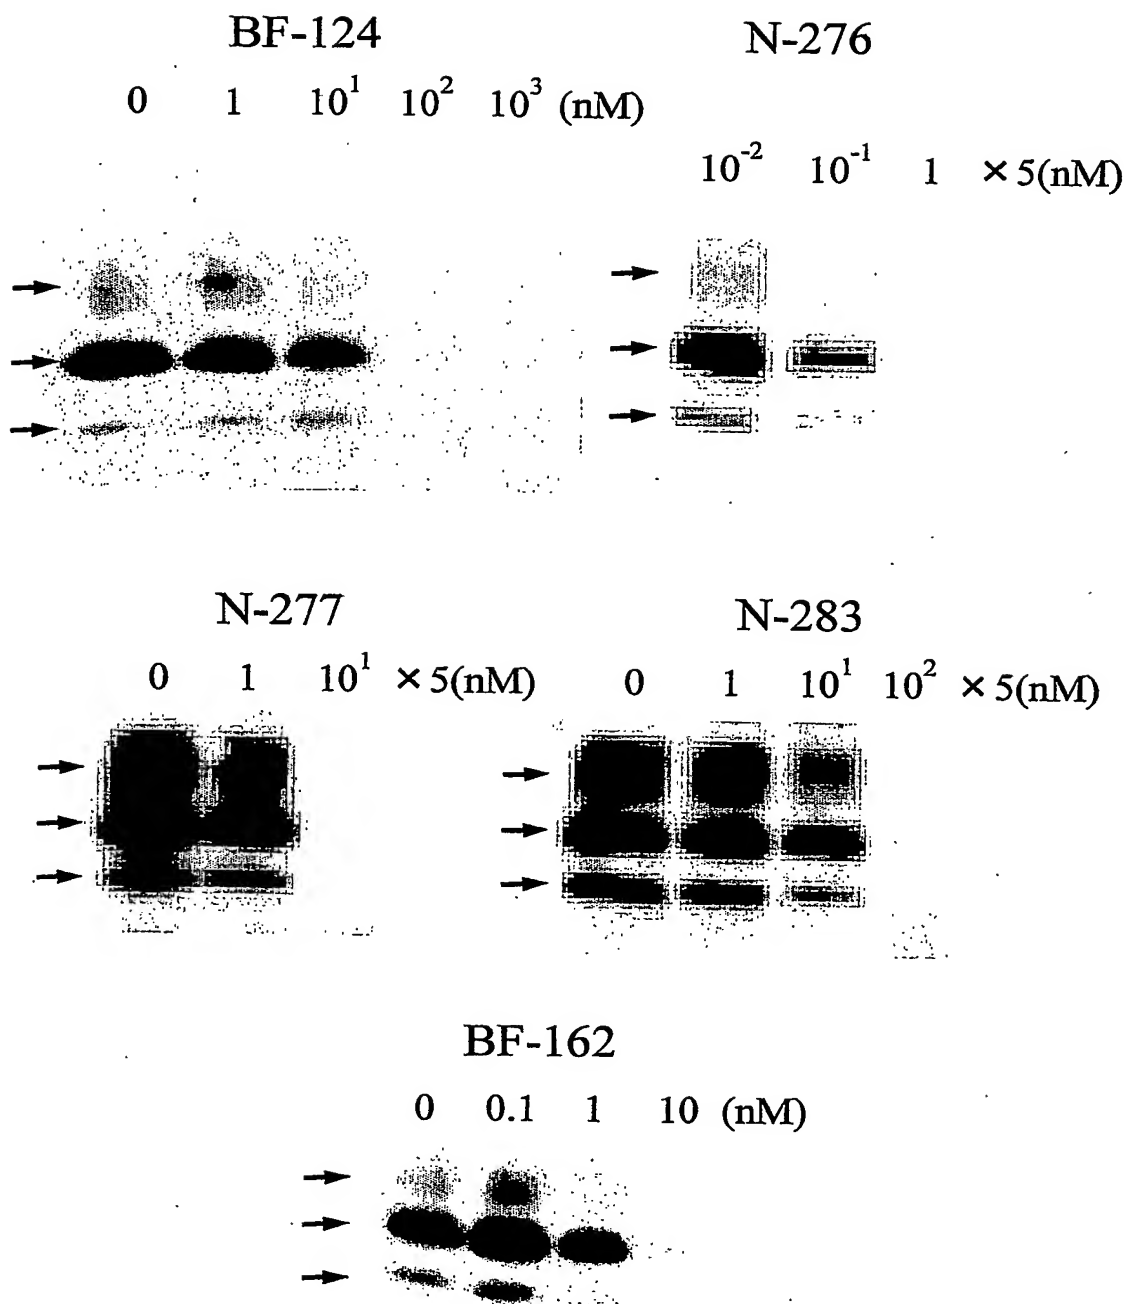 BF-124
0 1 10¹ 10² 10³ (nM)
N-276
10⁻² 10⁻¹ 1 ×5(nM)
N-277
0 1 10¹ ×5(nM)
N-283
0 1 10¹ 10² ×5(nM)
BF-162
0 0.1 1 10 (nM)